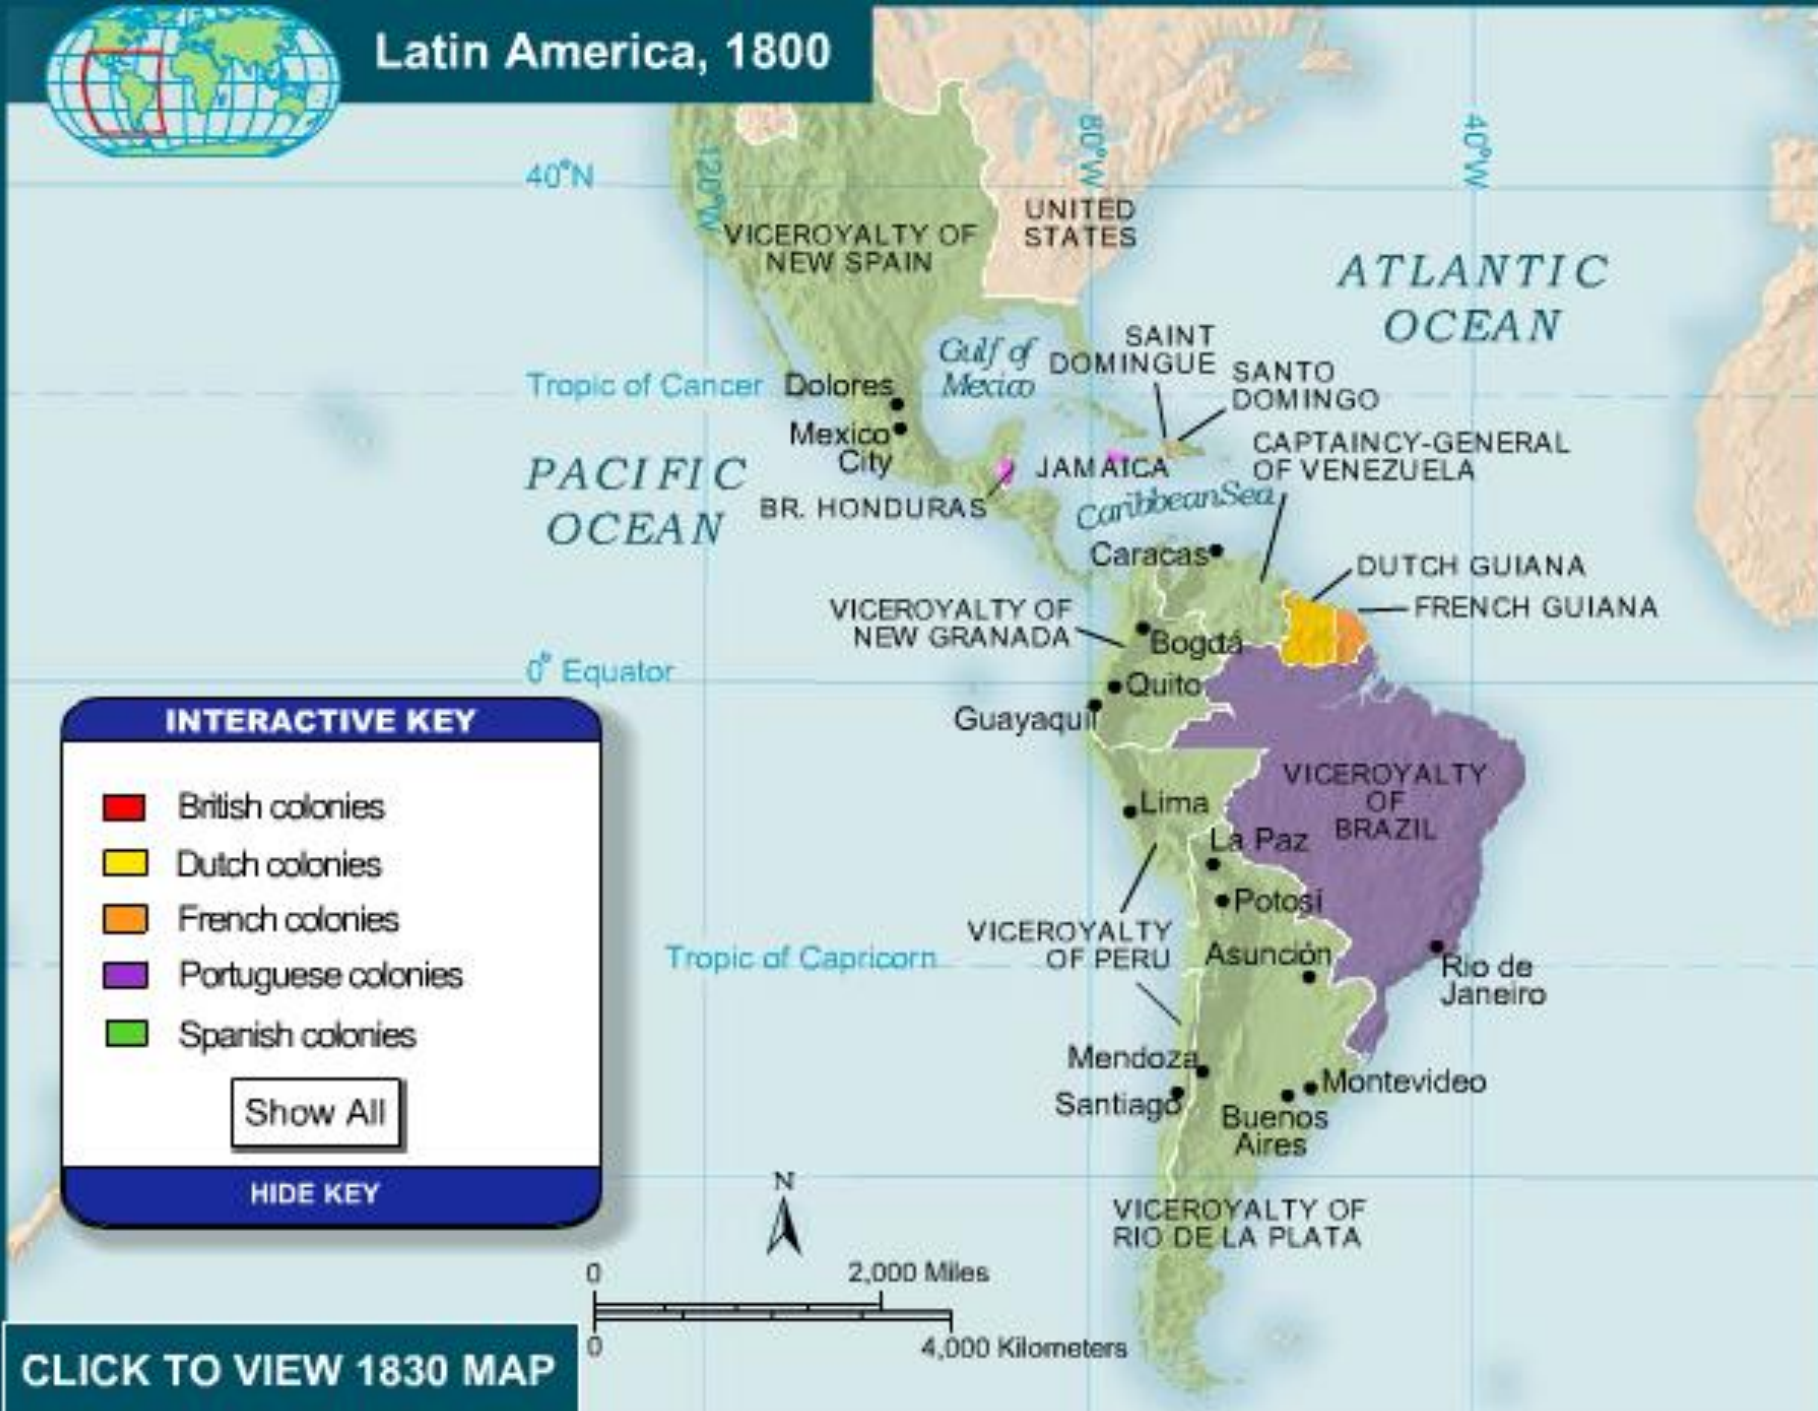 Latin America, 1800
40°N
120°W
80°W
40°W
VICEROYALTY OF
NEW SPAIN
UNITED
STATES
ATLANTIC
OCEAN
Gulf of
Mexico
SAINT
DOMINGUE
SANTO
DOMINGO
Tropic of Cancer
Dolores
Mexico
City
CAPTAINCY-GENERAL
OF VENEZUELA
PACIFIC
OCEAN
JAMAICA
BR. HONDURAS
Caribbean Sea
Caracas
DUTCH GUIANA
FRENCH GUIANA
VICEROYALTY OF
NEW GRANADA
Bogdá
0° Equator
Quito
Guayaquil
VICEROYALTY
OF
BRAZIL
Lima
La Paz
Potosí
VICEROYALTY
OF PERU
Asunción
Tropic of Capricorn
Rio de
Janeiro
Mendoza
Santiago
Montevideo
Buenos
Aires
VICEROYALTY OF
RIO DE LA PLATA
INTERACTIVE KEY
British colonies
Dutch colonies
French colonies
Portuguese colonies
Spanish colonies
Show All
HIDE KEY
N
0
2,000 Miles
0
4,000 Kilometers
CLICK TO VIEW 1830 MAP